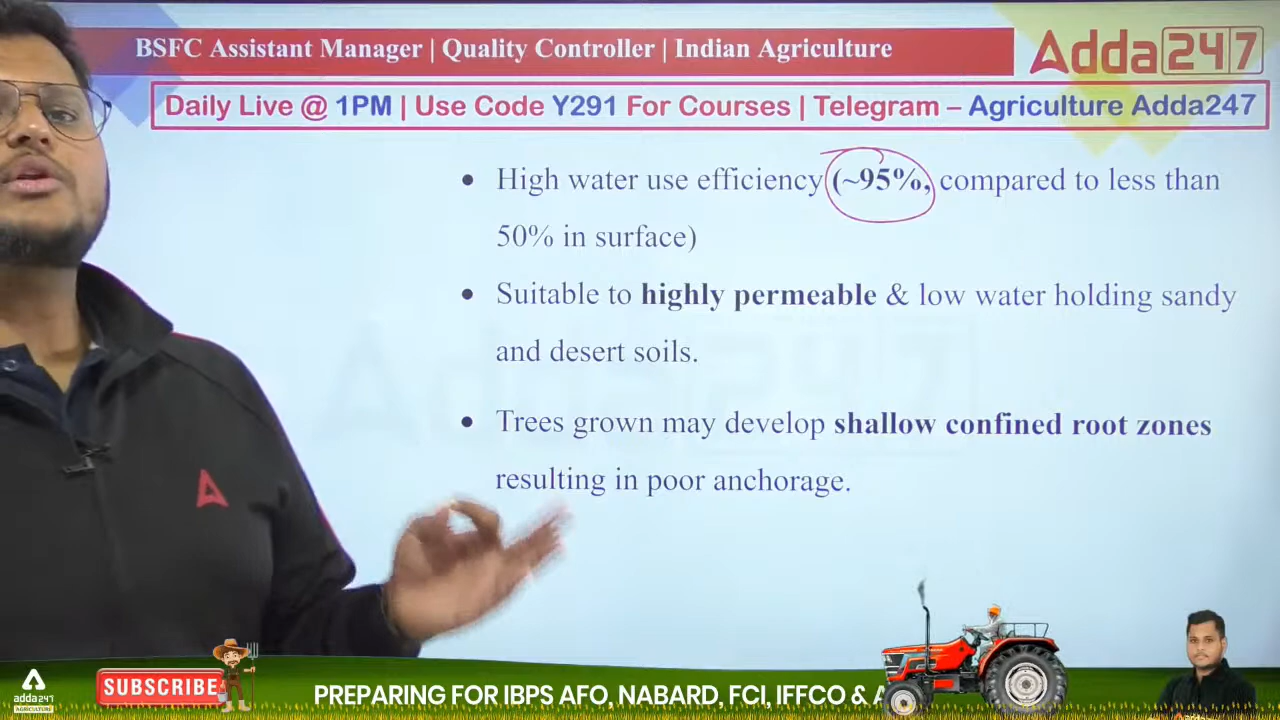 BSFC Assistant Manager | Quality Controller | Indian Agriculture
Adda247
Daily Live @ 1PM | Use Code Y291 For Courses | Telegram – Agriculture Adda247
• High water use efficiency (~95%, compared to less than
50% in surface)
• Suitable to highly permeable & low water holding sandy
and desert soils.
• Trees grown may develop shallow confined root zones
resulting in poor anchorage.
adda247
AGRICULTURE
SUBSCRIBE
PREPARING FOR IBPS AFO, NABARD, FCI, IFFCO & A